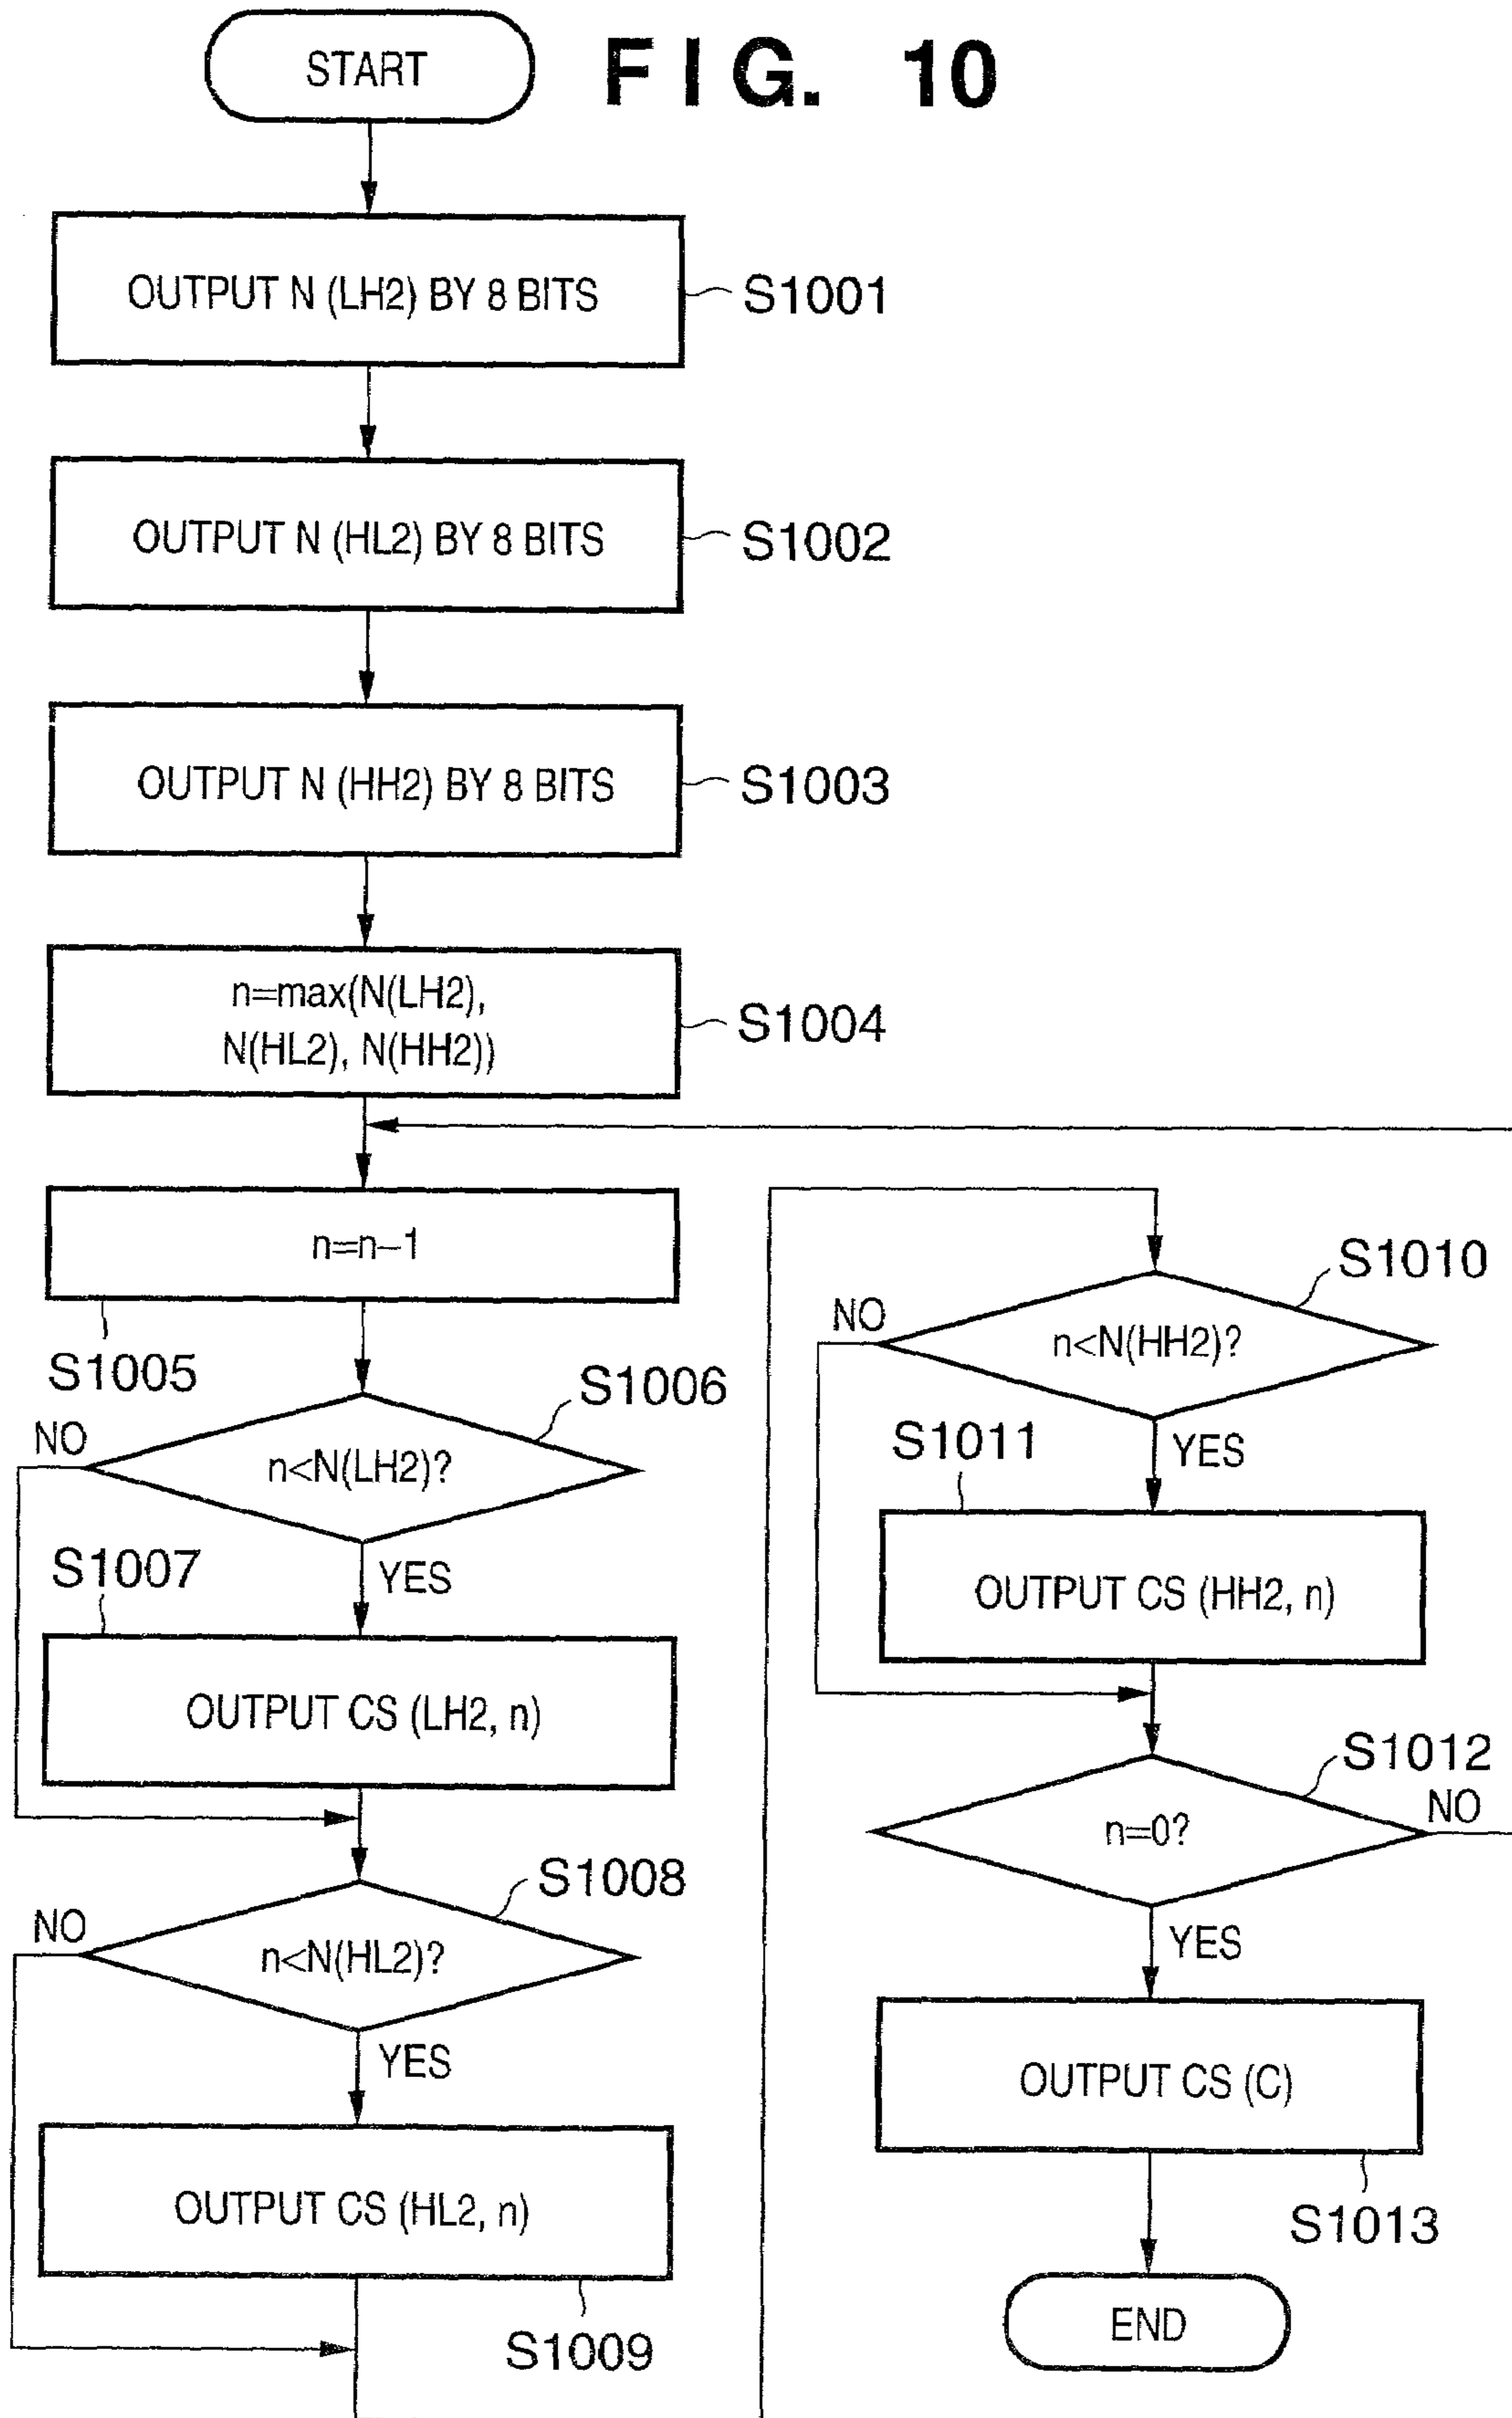 START
FIG. 10
OUTPUT N (LH2) BY 8 BITS
S1001
OUTPUT N (HL2) BY 8 BITS
S1002
OUTPUT N (HH2) BY 8 BITS
S1003
n=max(N(LH2),
N(HL2), N(HH2))
S1004
n=n–1
S1005
S1006
NO
n<N(LH2)?
YES
S1007
OUTPUT CS (LH2, n)
S1008
NO
n<N(HL2)?
YES
OUTPUT CS (HL2, n)
S1009
S1010
NO
n<N(HH2)?
YES
S1011
OUTPUT CS (HH2, n)
S1012
NO
n=0?
YES
OUTPUT CS (C)
S1013
END